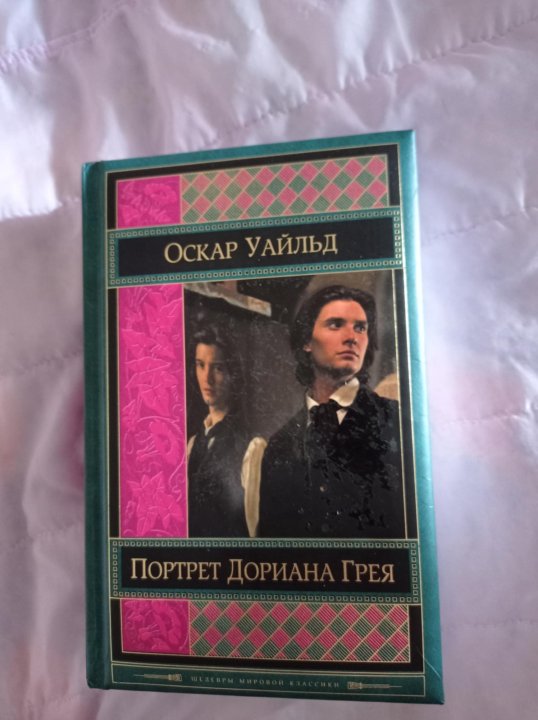 ОСКАР УАЙЛЬД
ПОРТРЕТ ДОРИАНА ГРЕЯ
ШЕДЕВРЫ МИРОВОЙ КЛАССИКИ